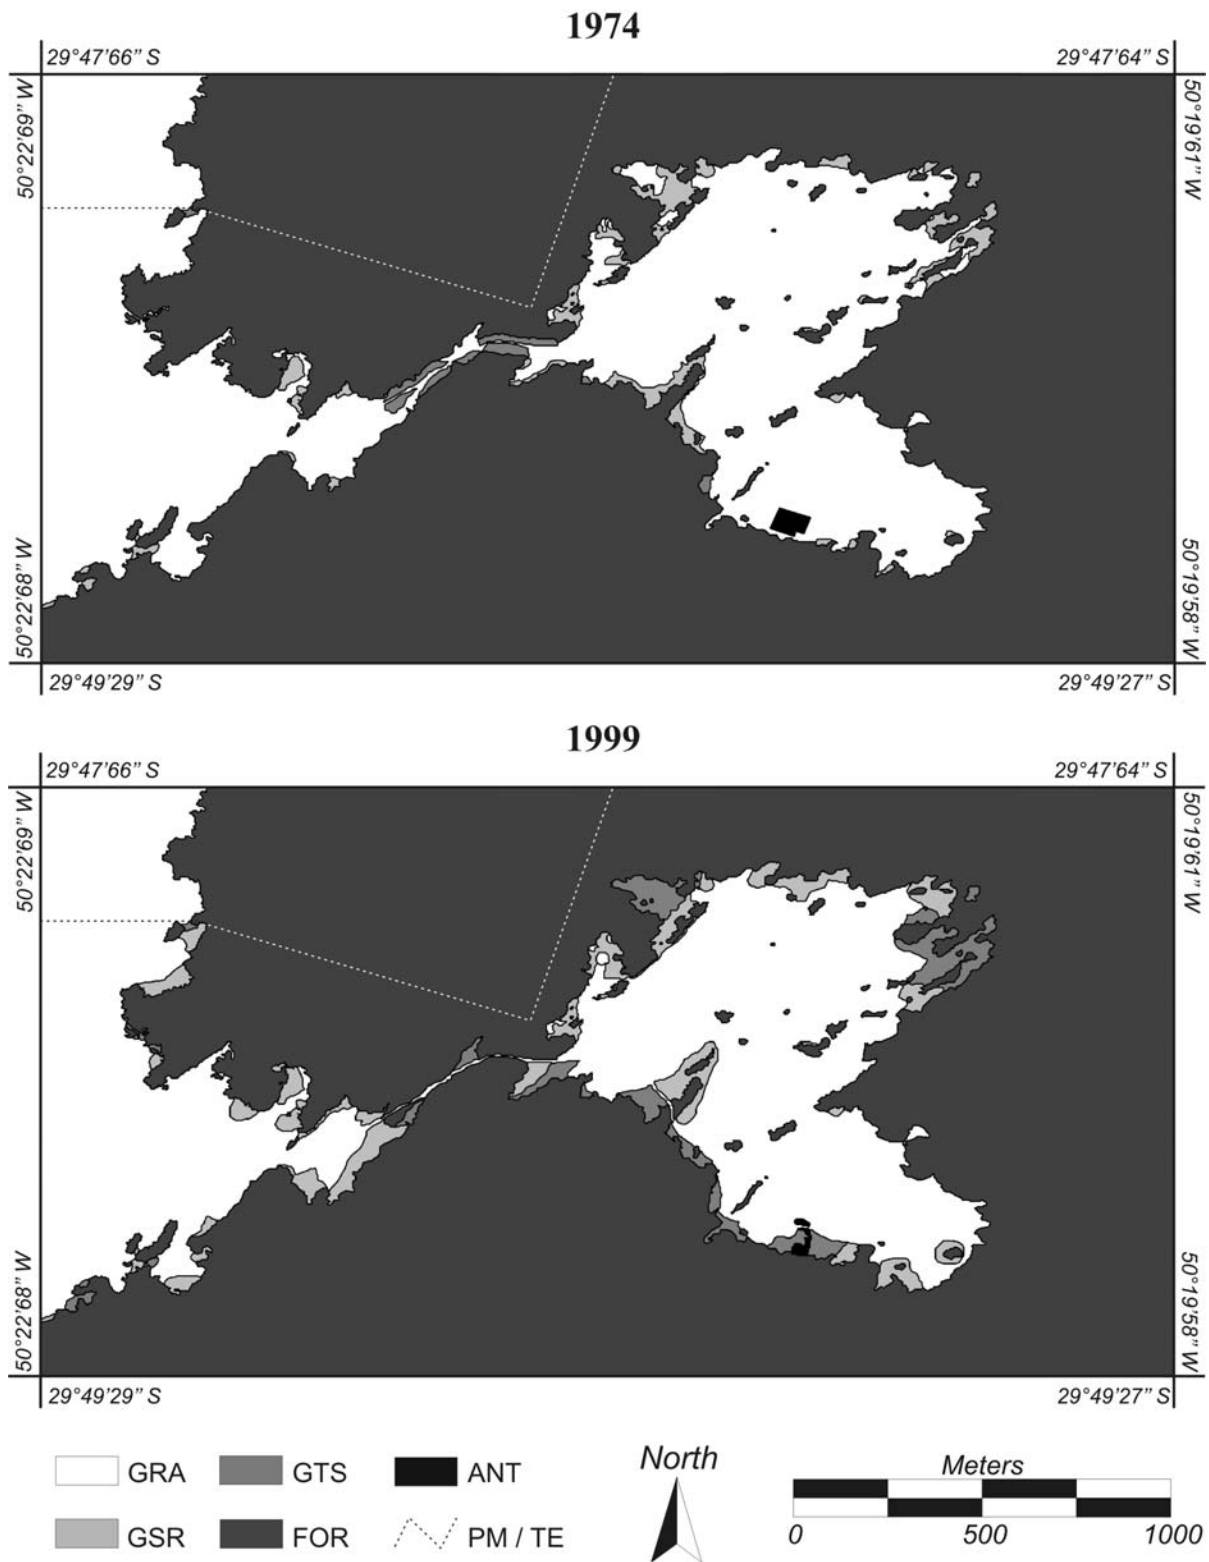 1974
29°47'66" S
29°47'64" S
50°22'69" W
50°19'61" W
50°22'68" W
50°19'58" W
29°49'29" S
29°49'27" S
1999
29°47'66" S
29°47'64" S
50°22'69" W
50°19'61" W
50°22'68" W
50°19'58" W
29°49'29" S
29°49'27" S
GRA GTS ANT
GSR FOR PM / TE
North
Meters
0 500 1000